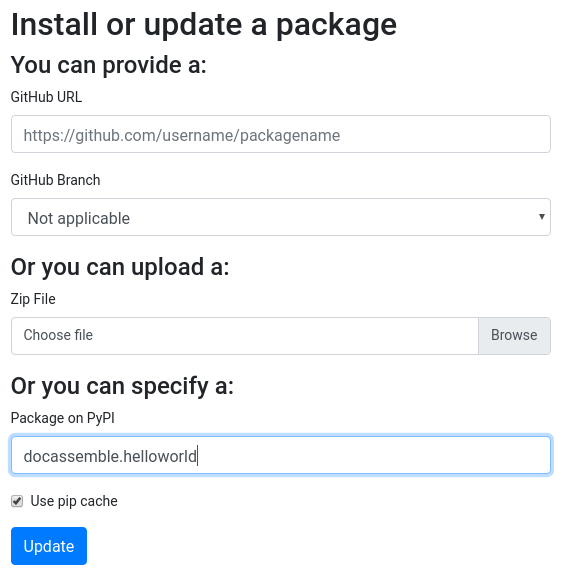 Install or update a package
You can provide a:
GitHub URL
https://github.com/username/packagename
GitHub Branch
Not applicable
Or you can upload a:
Zip File
Choose file Browse
Or you can specify a:
Package on PyPI
docassemble.helloworld
Use pip cache
Update